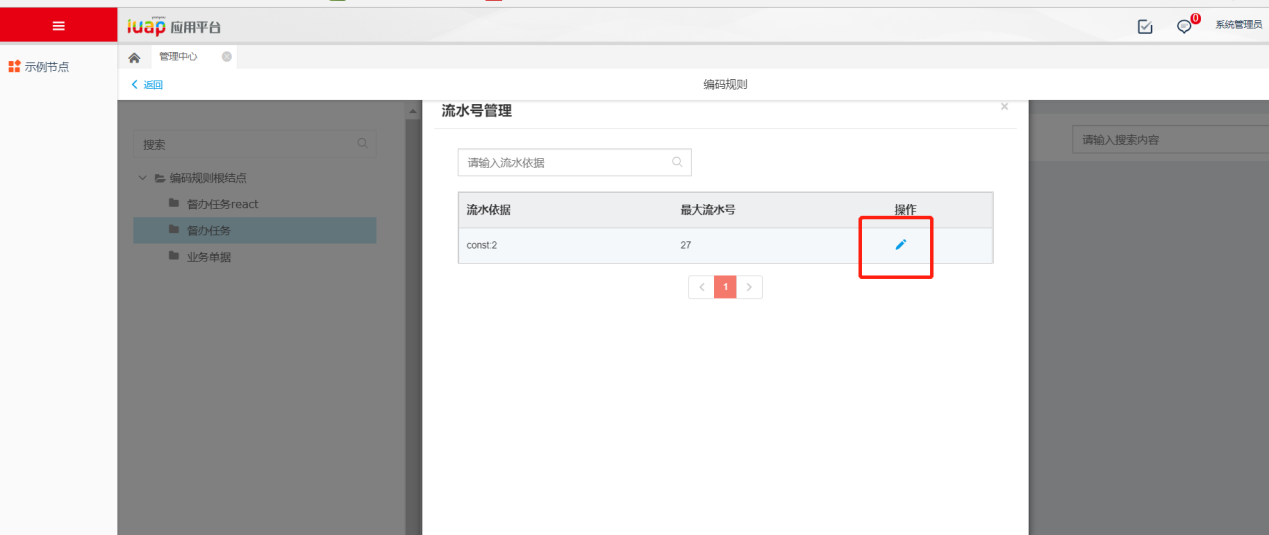 iuap 应用平台
0
系统管理员
示例节点
管理中心
返回
编码规则
流水号管理
搜索
请输入流水依据
请输入搜索内容
编码规则根结点
督办任务react
督办任务
业务单据
流水依据 最大流水号 操作
const:2 27
1